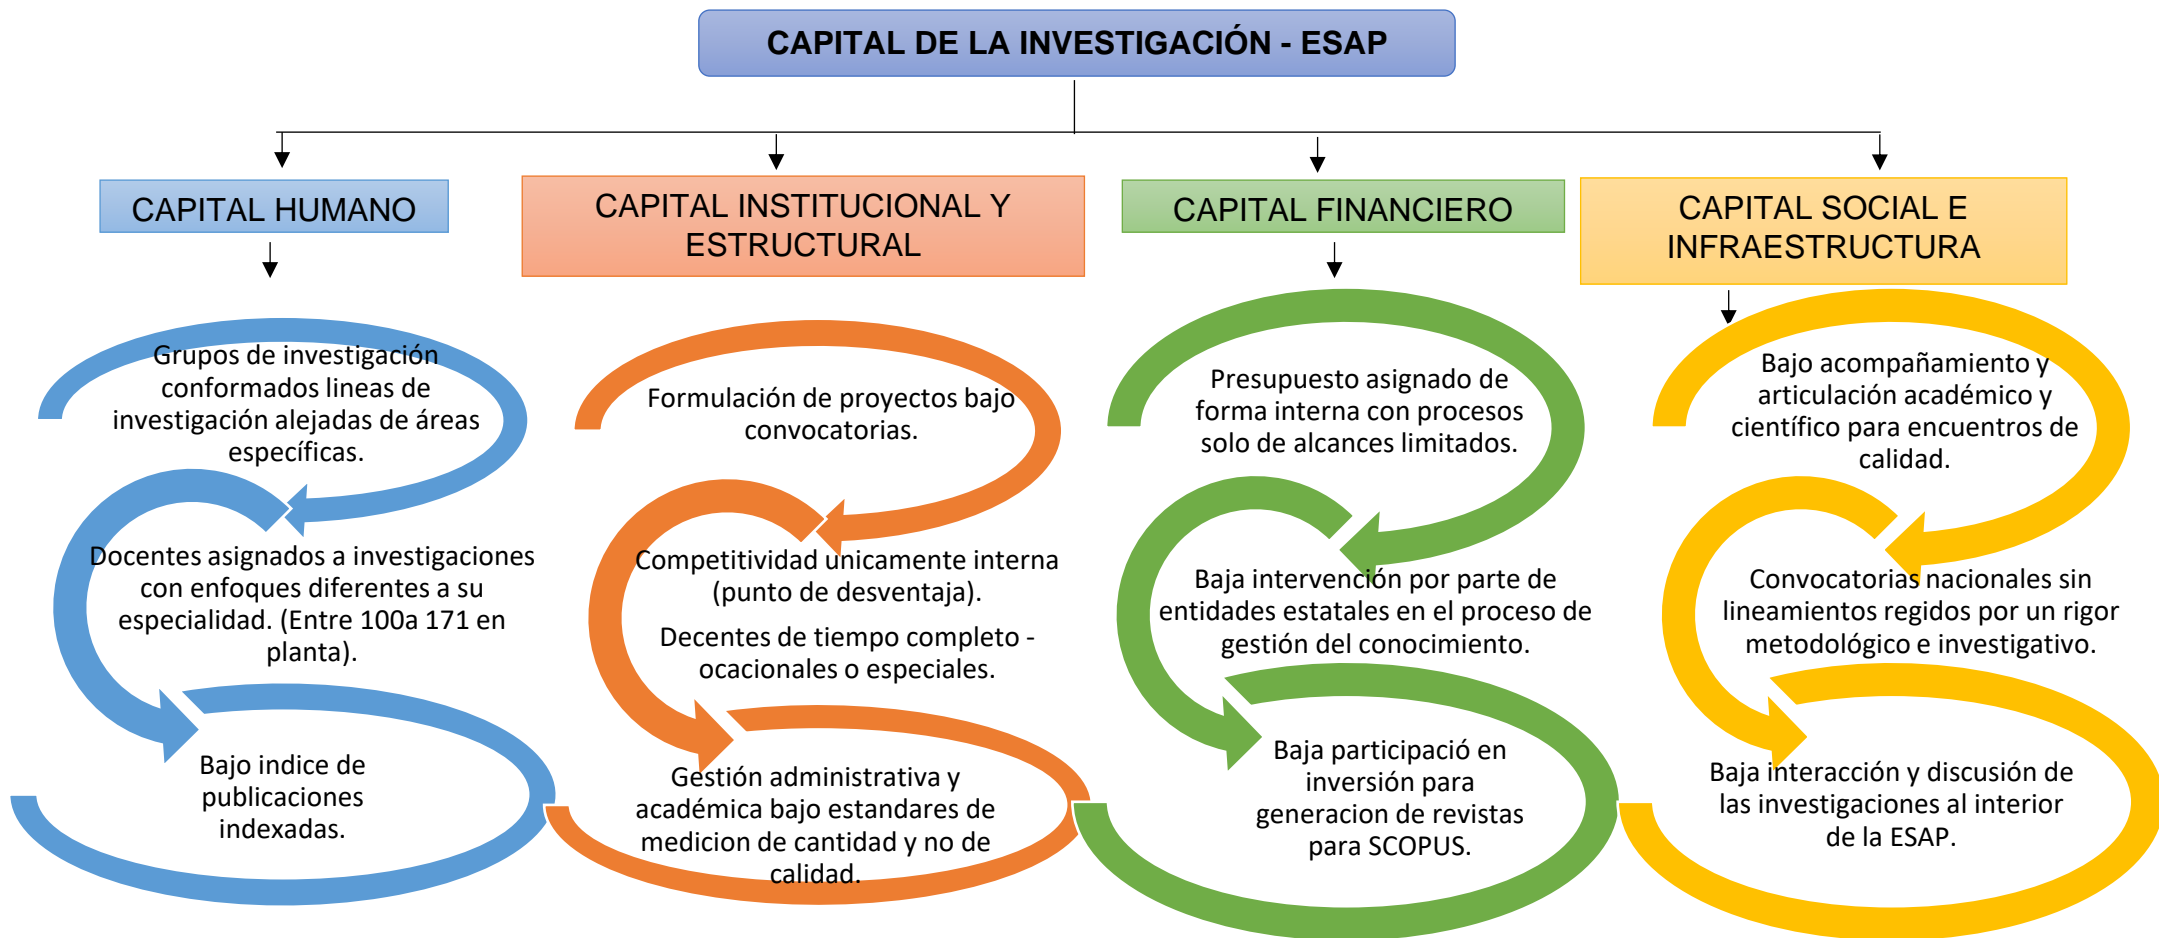 CAPITAL DE LA INVESTIGACIÓN - ESAP
CAPITAL HUMANO
Grupos de investigación
conformados lineas de
investigación alejadas de áreas
específicas.
Docentes asignados a investigaciones
con enfoques diferentes a su
especialidad. (Entre 100a 171 en
planta).
Bajo indice de
publicaciones
indexadas.
CAPITAL INSTITUCIONAL Y
ESTRUCTURAL
Formulación de proyectos bajo
convocatorias.
Competitividad unicamente interna
(punto de desventaja).
Decentes de tiempo completo -
ocacionales o especiales.
Gestión administrativa y
académica bajo estandares de
medicion de cantidad y no de
calidad.
CAPITAL FINANCIERO
Presupuesto asignado de
forma interna con procesos
solo de alcances limitados.
Baja intervención por parte de
entidades estatales en el proceso de
gestión del conocimiento.
Baja participació en
inversión para
generacion de revistas
para SCOPUS.
CAPITAL SOCIAL E
INFRAESTRUCTURA
Bajo acompañamiento y
articulación académico y
científico para encuentros de
calidad.
Convocatorias nacionales sin
lineamientos regidos por un rigor
metodológico e investigativo.
Baja interacción y discusión de
las investigaciones al interior
de la ESAP.